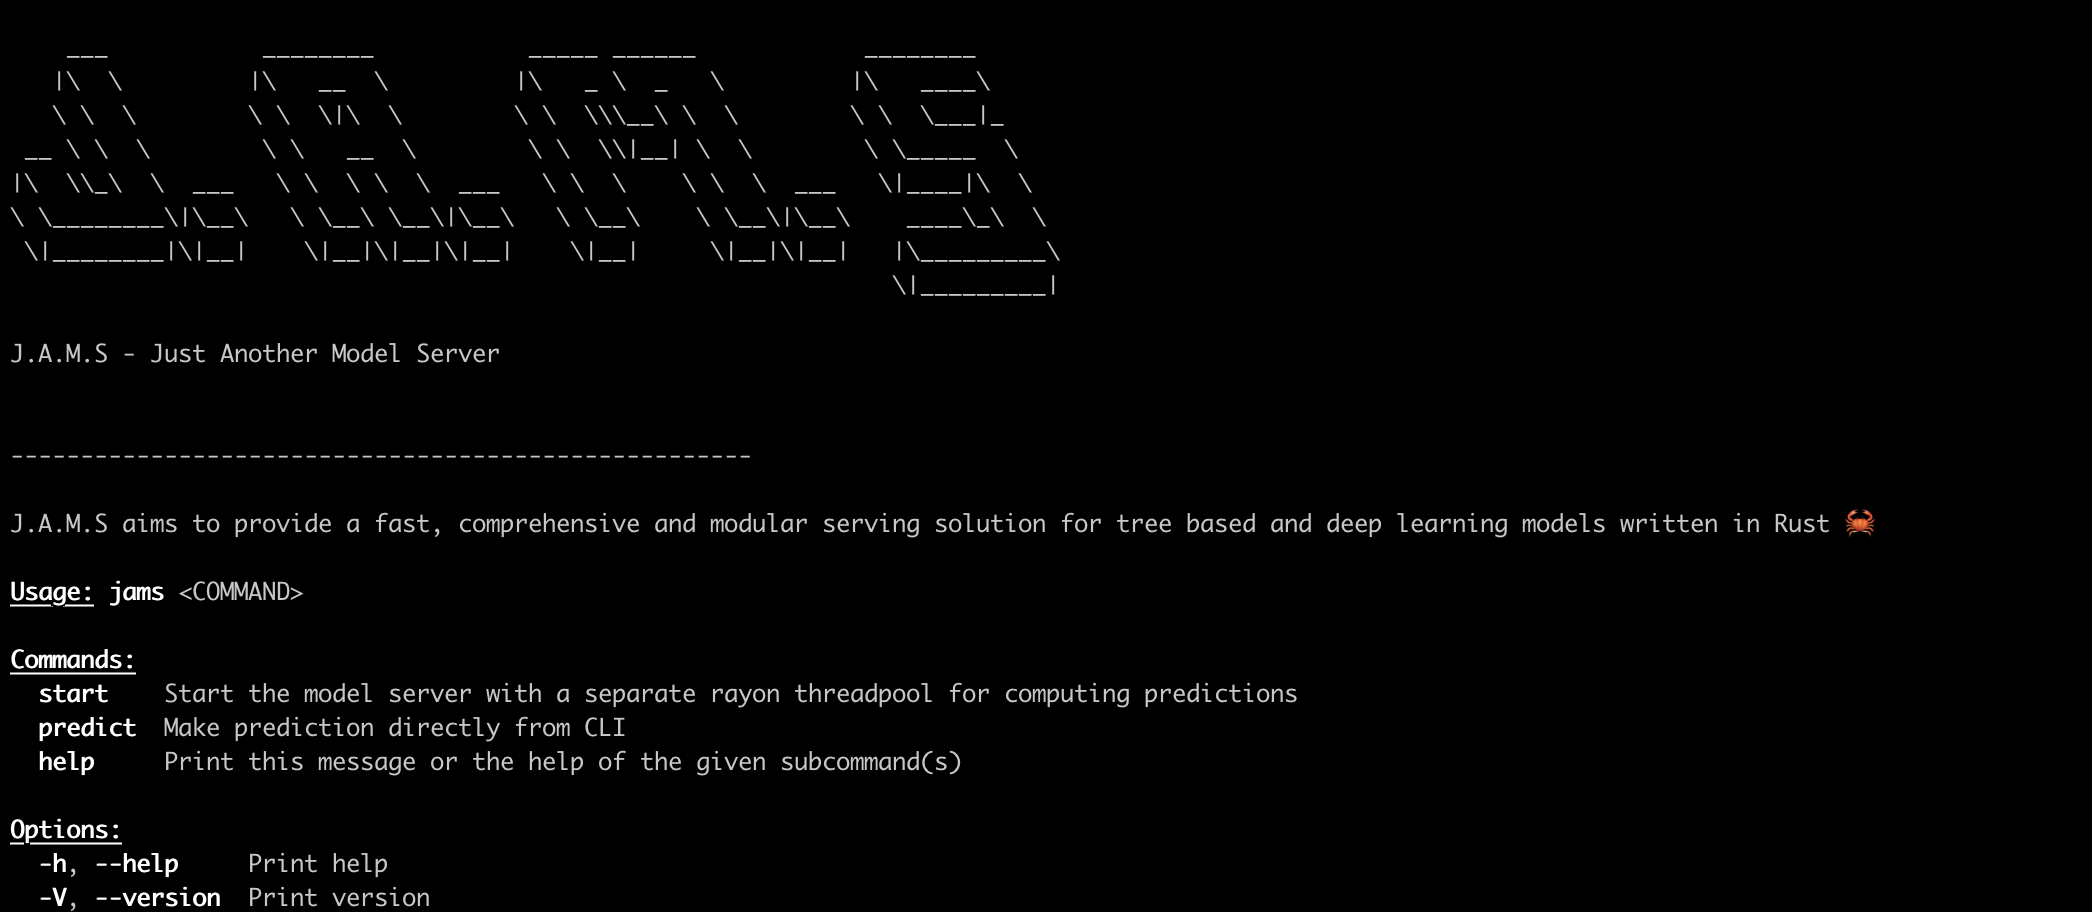 J.A.M.S
J.A.M.S - Just Another Model Server
-----------------------------------------------------
J.A.M.S aims to provide a fast, comprehensive and modular serving solution for tree based and deep learning models written in Rust 🦀
Usage: jams <COMMAND>
Commands:
start    Start the model server with a separate rayon threadpool for computing predictions
predict  Make prediction directly from CLI
help     Print this message or the help of the given subcommand(s)
Options:
-h, --help     Print help
-V, --version  Print version